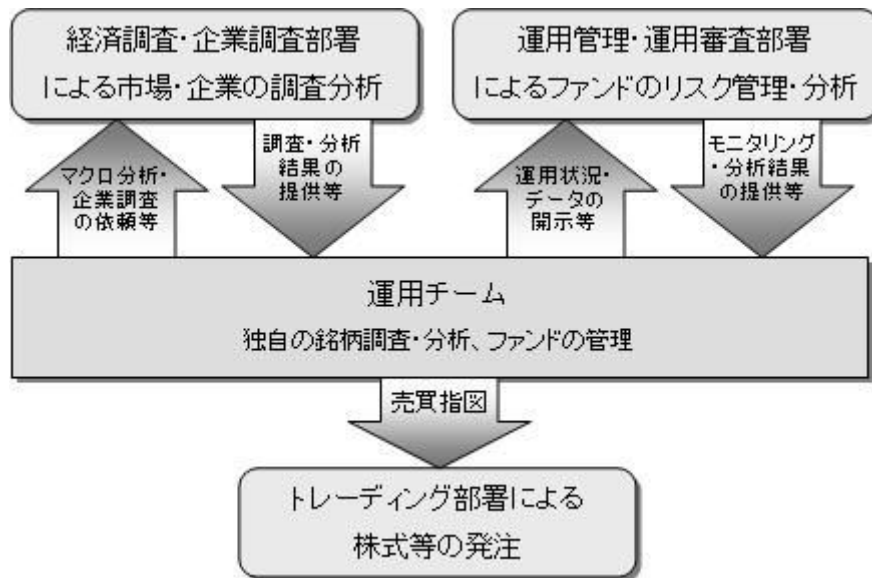 経済調査・企業調査部署
による市場・企業の調査分析
運用管理・運用審査部署
によるファンドのリスク管理・分析
マクロ分析・
企業調査
の依頼等
調査・分析
結果の
提供等
運用状況・
データの
開示等
モニタリング
・分析結果
の提供等
運用チーム
独自の銘柄調査・分析、ファンドの管理
売買指図
トレーディング部署による
株式等の発注